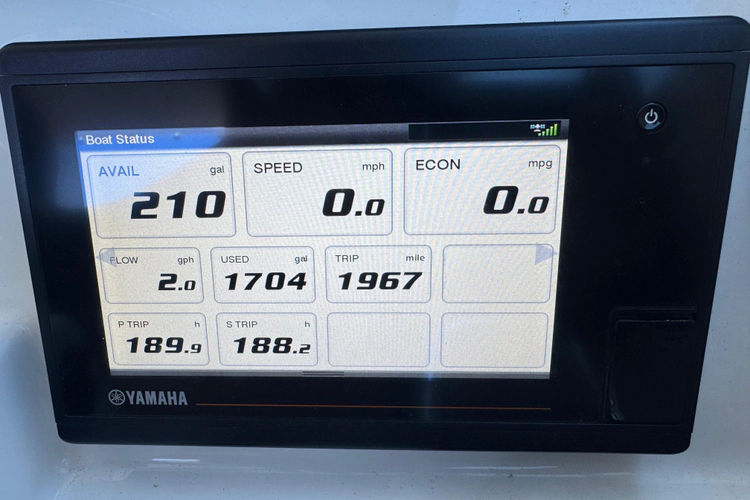 Boat Status
AVAIL gal
210
SPEED mph
0.0
ECON mpg
0.0
FLOW gph
2.0
USED gal
1704
TRIP mile
1967
P TRIP h
189.9
S TRIP h
188.2
YAMAHA